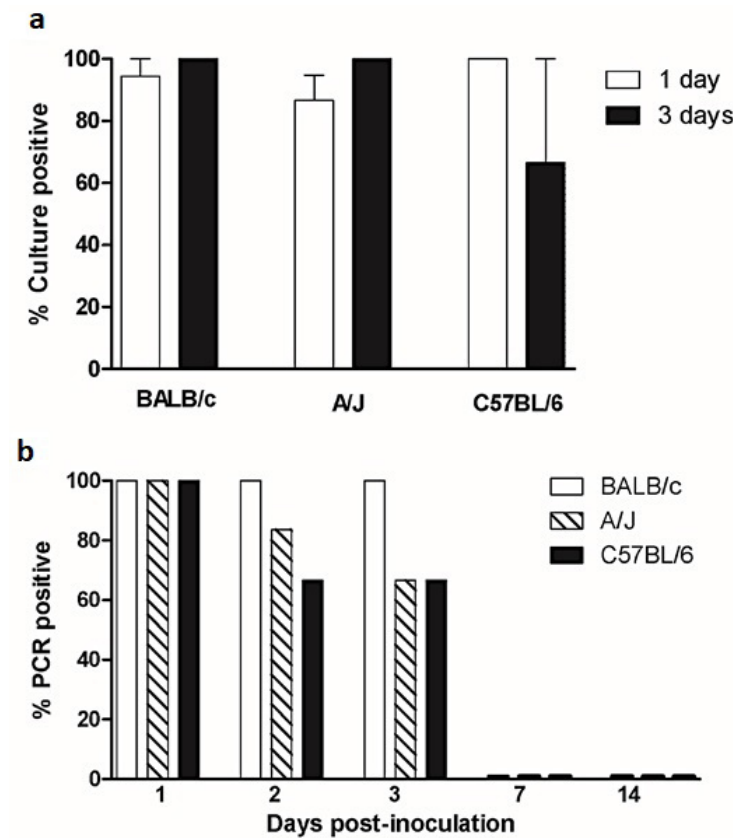 a
% Culture positive
100
80
60
40
20
0
BALB/c A/J C57BL/6
1 day
3 days
b
% PCR positive
100
80
60
40
20
0
1 2 3 7 14
Days post-inoculation
BALB/c
A/J
C57BL/6